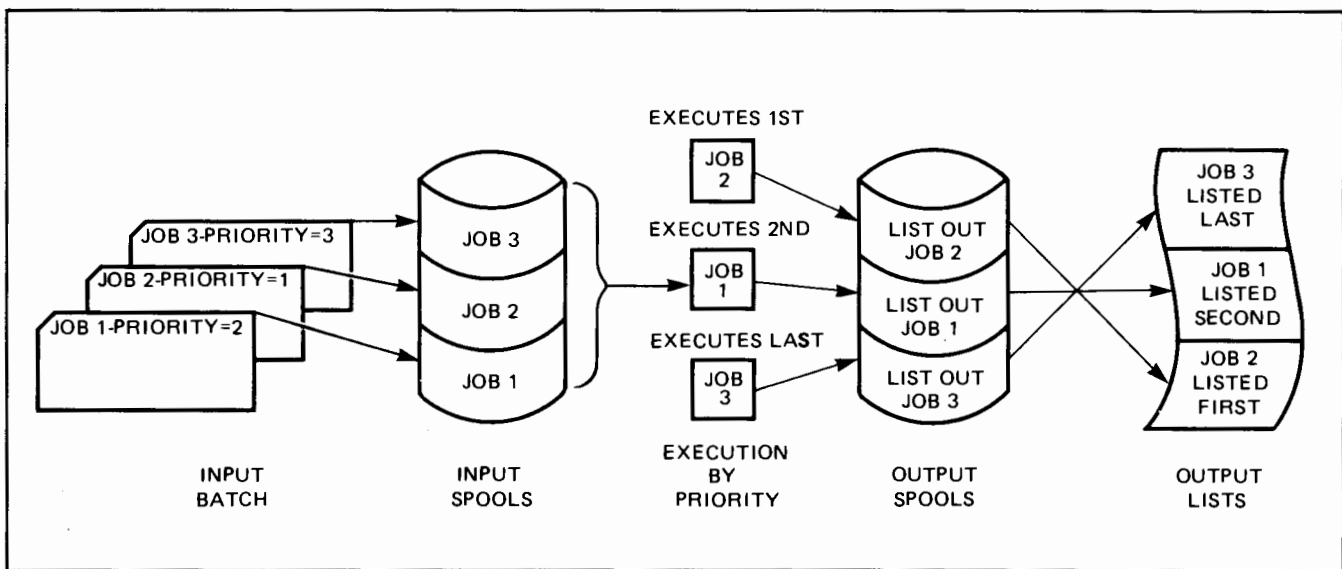 JOB 3-PRIORITY=3
JOB 2-PRIORITY=1
JOB 1-PRIORITY=2
INPUT
BATCH
JOB 3
JOB 2
JOB 1
INPUT
SPOOLS
EXECUTES 1ST
JOB
2
EXECUTES 2ND
JOB
1
EXECUTES LAST
JOB
3
EXECUTION
BY
PRIORITY
LIST OUT
JOB 2
LIST OUT
JOB 1
LIST OUT
JOB 3
OUTPUT
SPOOLS
JOB 3
LISTED
LAST
JOB 1
LISTED
SECOND
JOB 2
LISTED
FIRST
OUTPUT
LISTS